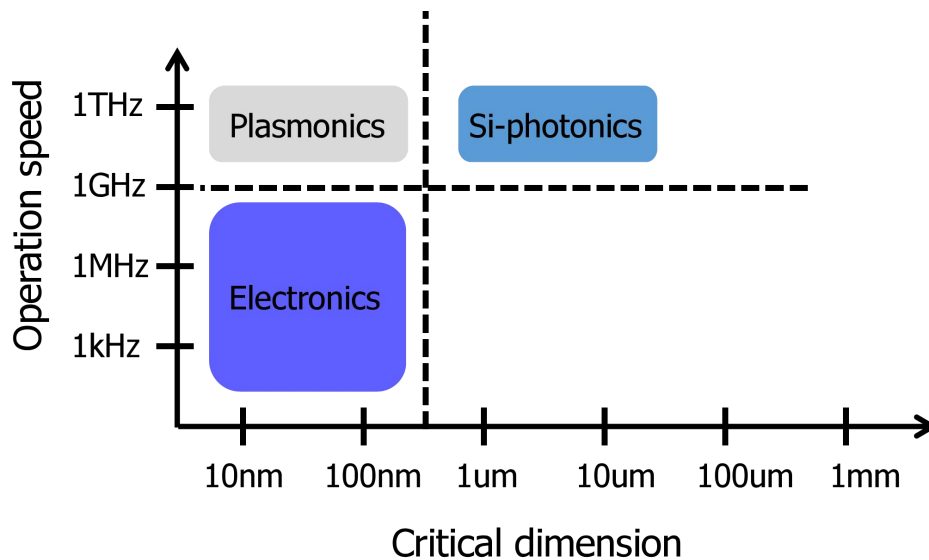 Operation speed
1THz
Plasmonics
Si-photonics
1GHz
1MHz
Electronics
1kHz
10nm
100nm
1um
10um
100um
1mm
Critical dimension